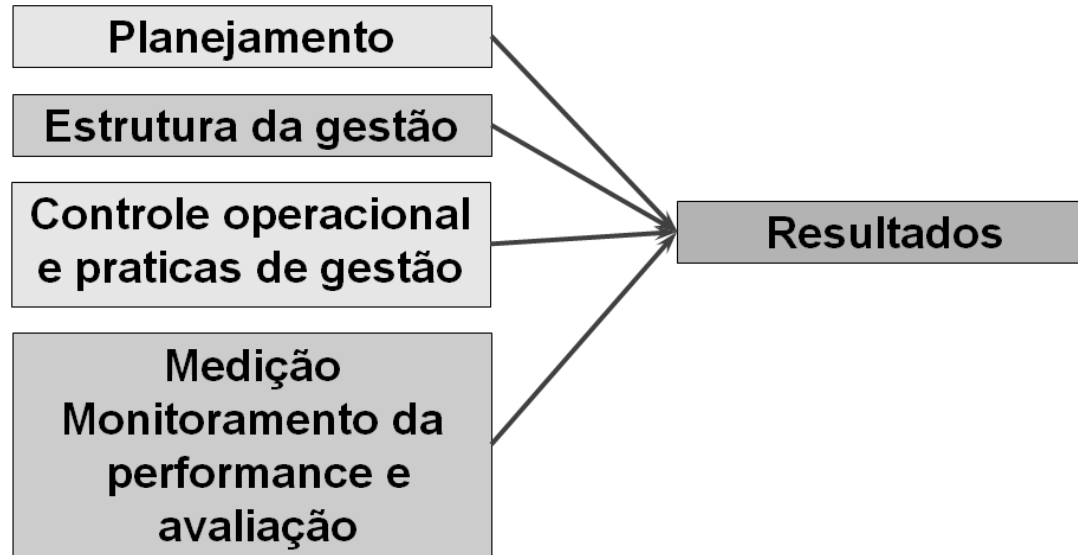 Planejamento
Estrutura da gestão
Controle operacional
e praticas de gestão
Medição
Monitoramento da
performance e
avaliação
Resultados